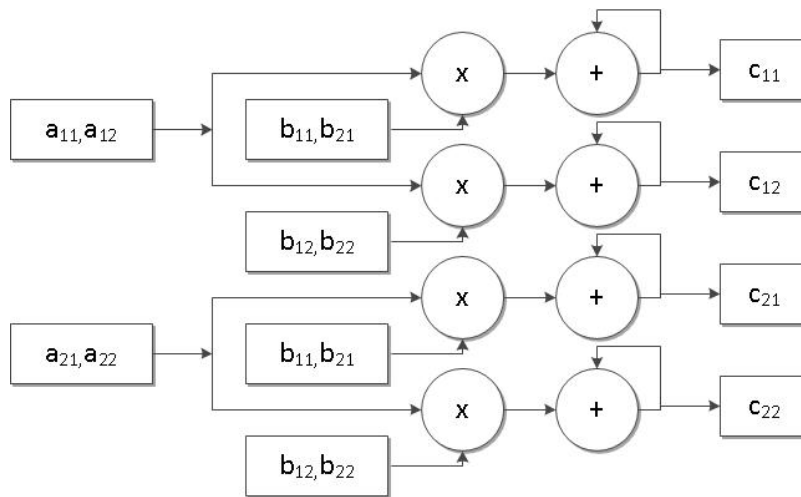 x
+
c₁₁
a₁₁,a₁₂
b₁₁,b₂₁
x
+
c₁₂
b₁₂,b₂₂
x
+
c₂₁
a₂₁,a₂₂
b₁₁,b₂₁
x
+
c₂₂
b₁₂,b₂₂